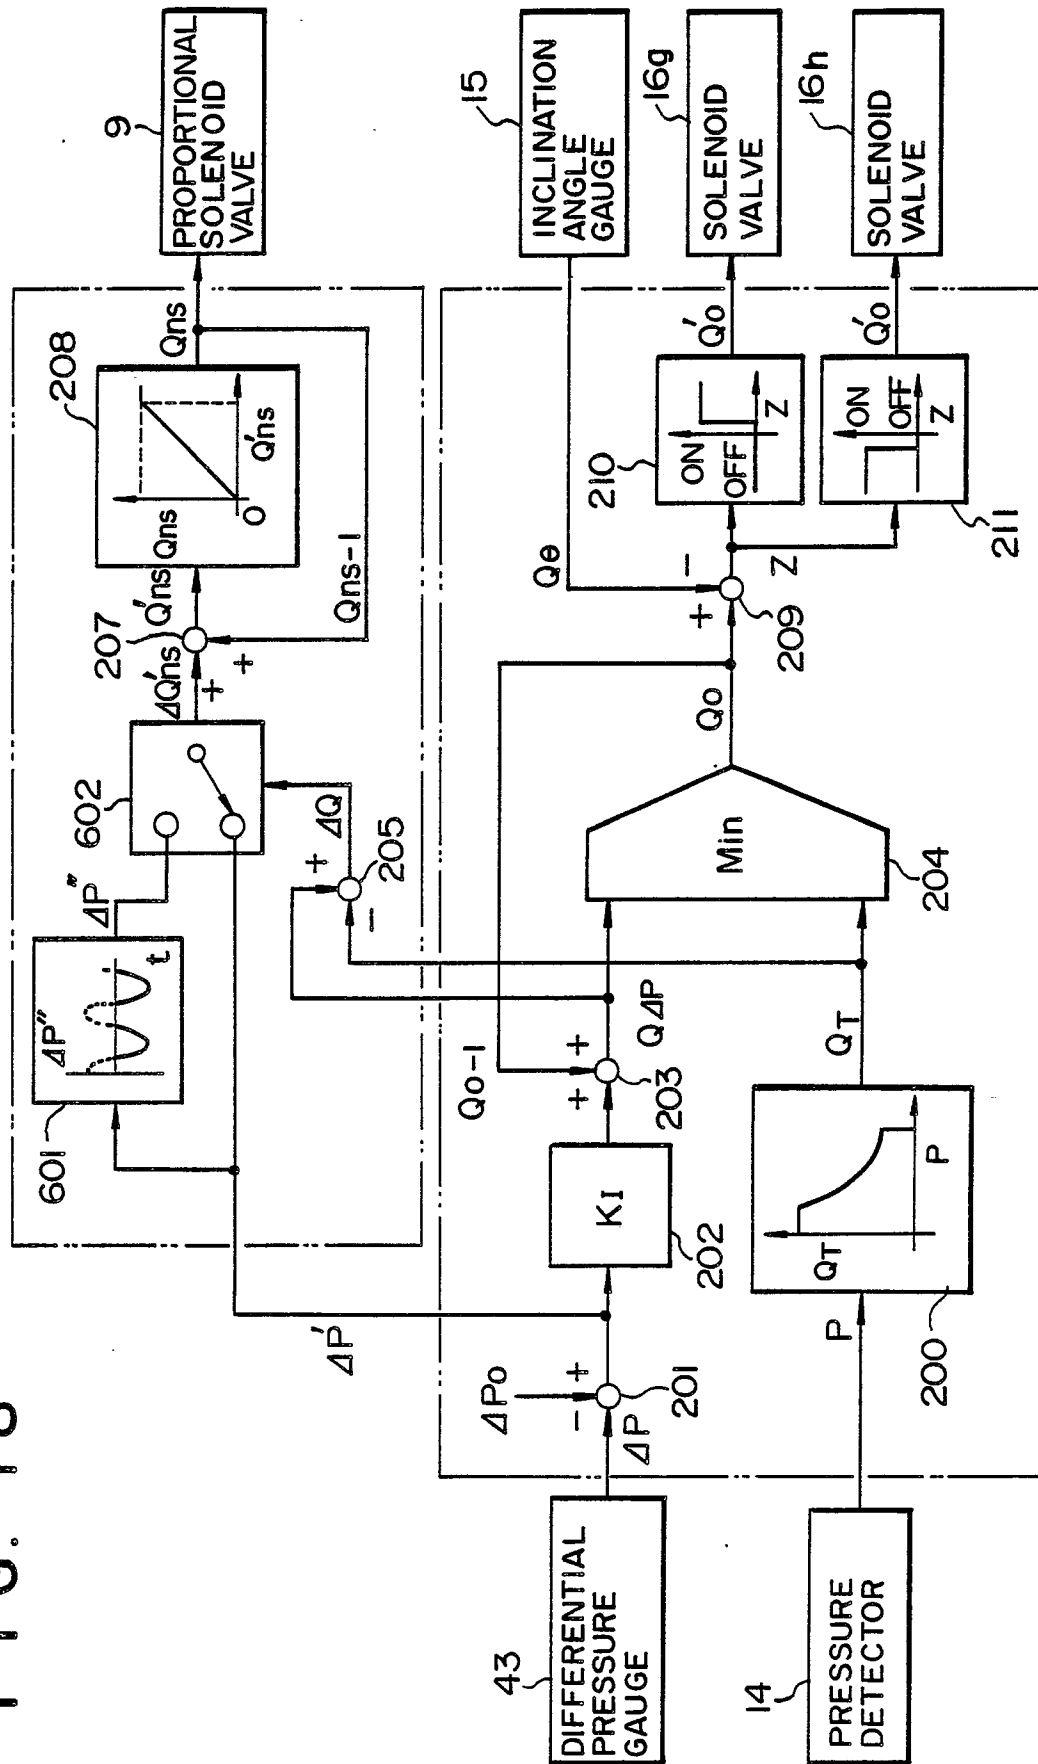 9
PROPORTIONAL
SOLENOID
VALVE
15
INCLINATION
ANGLE
GAUGE
16g
SOLENOID
VALVE
16h
SOLENOID
VALVE
208
Qns
Qns
Q'ns
O
Qns
Qns-1
207
Q'ns
ΔQ'ns
+
+
602
ΔP"
601
ΔP"
t
ΔQ
205
+
-
Qθ
210
ON
OFF
Z
Q'o
211
ON
OFF
Z
Q'o
-
+
Z
209
Qo
Min
204
Qo-1
+
+
203
QΔP
QT
KI
202
QT
P
200
P
ΔP'
ΔPo
-
+
201
ΔP
43
DIFFERENTIAL
PRESSURE
GAUGE
14
PRESSURE
DETECTOR